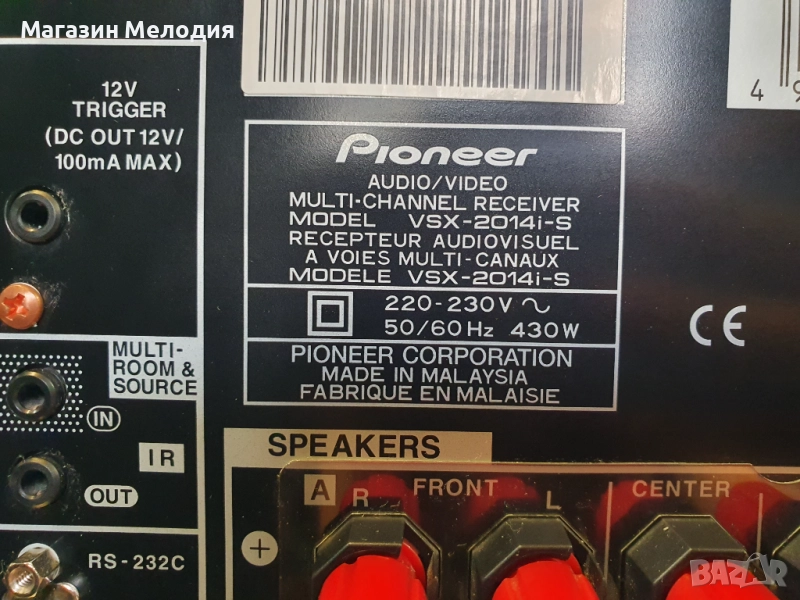 Магазин Мелодия
12V
TRIGGER
(DC OUT 12V/
100mA MAX)
Pioneer
AUDIO/VIDEO
MULTI-CHANNEL RECEIVER
MODEL VSX-2014i-S
RECEPTEUR AUDIOVISUEL
A VOIES MULTI-CANAUX
MODELE VSX-2014i-S
220-230V ~
50/60Hz 430W
PIONEER CORPORATION
MADE IN MALAYSIA
FABRIQUE EN MALAISIE
CE
4
MULTI-
ROOM &
SOURCE
IN
IR
OUT
RS-232C
SPEAKERS
A
R FRONT L
CENTER
+
BAZAR